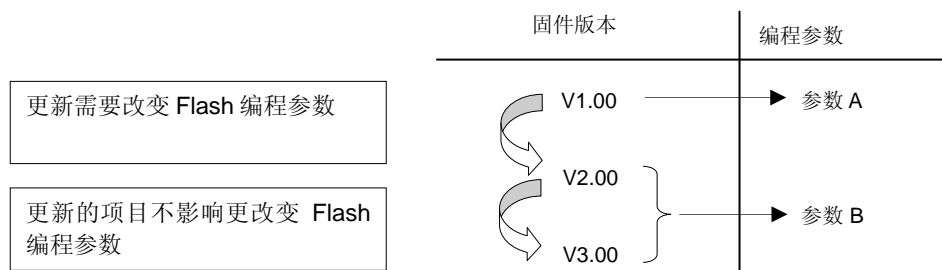 固件版本
编程参数
更新需要改变 Flash 编程参数
V1.00
参数 A
V2.00
更新的项目不影响更改变 Flash
编程参数
参数 B
V3.00